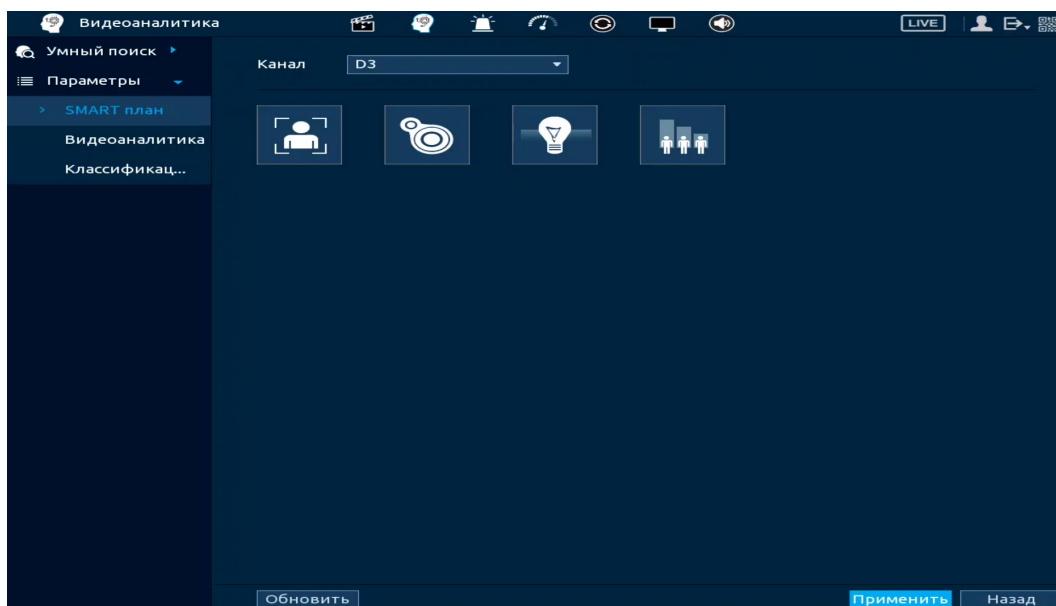 Видеоаналитика
LIVE
Умный поиск
Параметры
SMART план
Видеоаналитика
Классификац...
Канал
D3
Обновить
Применить
Назад